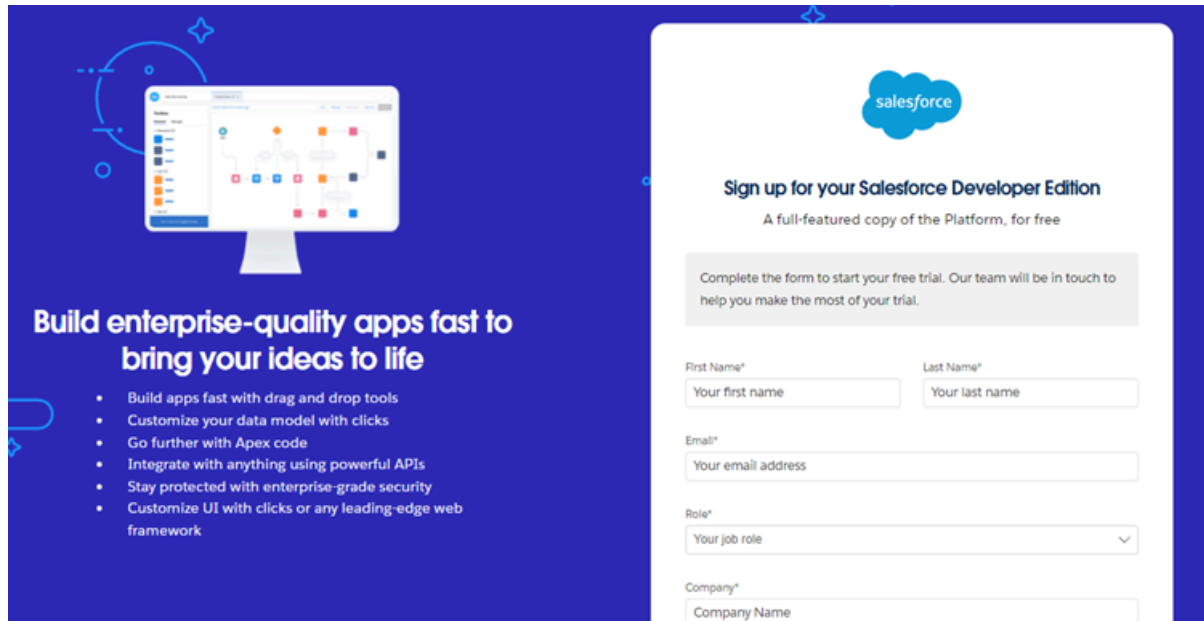 Build enterprise-quality apps fast to
bring your ideas to life
• Build apps fast with drag and drop tools
• Customize your data model with clicks
• Go further with Apex code
• Integrate with anything using powerful APIs
• Stay protected with enterprise-grade security
• Customize UI with clicks or any leading-edge web
framework
salesforce
Sign up for your Salesforce Developer Edition
A full-featured copy of the Platform, for free
Complete the form to start your free trial. Our team will be in touch to
help you make the most of your trial.
First Name* Last Name*
Your first name Your last name
Email*
Your email address
Role*
Your job role
Company*
Company Name